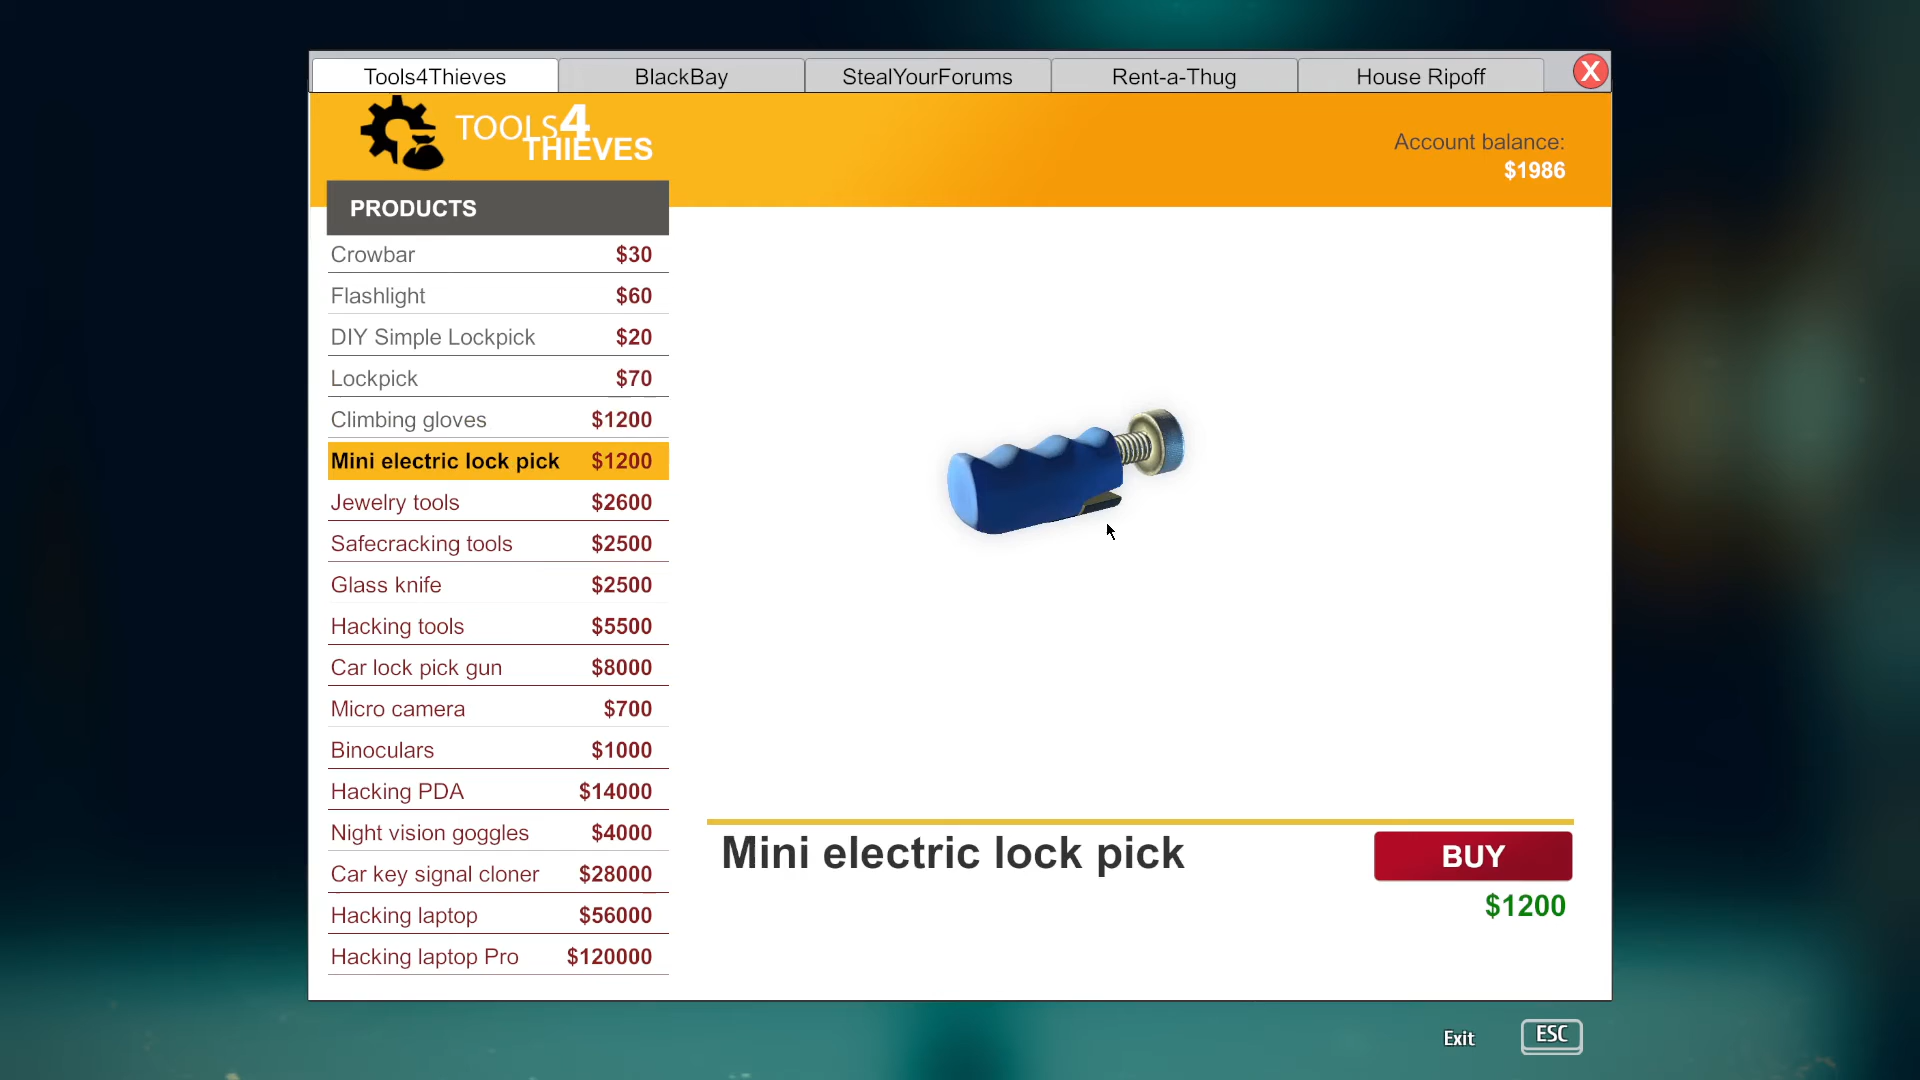 Tools4Thieves
BlackBay
StealYourForums
Rent-a-Thug
House Ripoff
X
TOOLS4
THIEVES
Account balance:
$1986
PRODUCTS
Crowbar $30
Flashlight $60
DIY Simple Lockpick $20
Lockpick $70
Climbing gloves $1200
Mini electric lock pick $1200
Jewelry tools $2600
Safecracking tools $2500
Glass knife $2500
Hacking tools $5500
Car lock pick gun $8000
Micro camera $700
Binoculars $1000
Hacking PDA $14000
Night vision goggles $4000
Car key signal cloner $28000
Hacking laptop $56000
Hacking laptop Pro $120000
Mini electric lock pick
BUY
$1200
Exit ESC